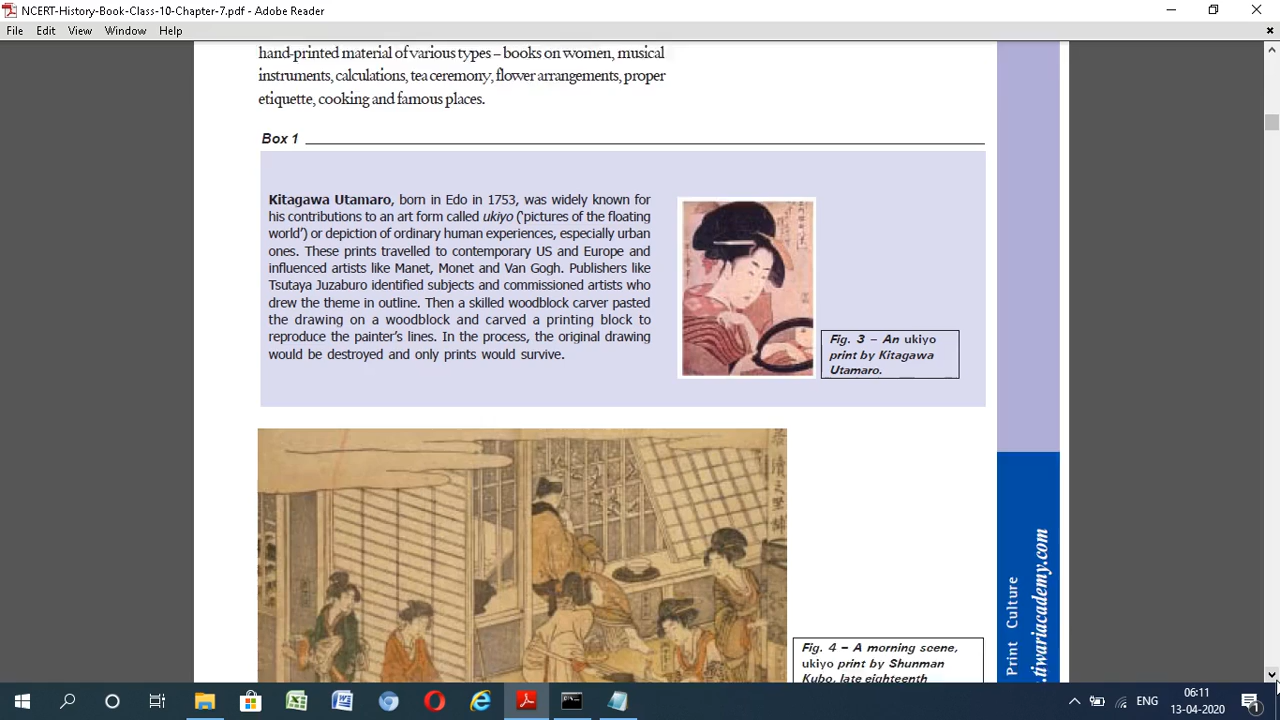 NCERT-History-Book-Class-10-Chapter-7.pdf - Adobe Reader
File Edit View Window Help
hand-printed material of various types – books on women, musical
instruments, calculations, tea ceremony, flower arrangements, proper
etiquette, cooking and famous places.
Box 1
Kitagawa Utamaro, born in Edo in 1753, was widely known for
his contributions to an art form called ukiyo ('pictures of the floating
world') or depiction of ordinary human experiences, especially urban
ones. These prints travelled to contemporary US and Europe and
influenced artists like Manet, Monet and Van Gogh. Publishers like
Tsutaya Juzaburo identified subjects and commissioned artists who
drew the theme in outline. Then a skilled woodblock carver pasted
the drawing on a woodblock and carved a printing block to
reproduce the painter's lines. In the process, the original drawing
would be destroyed and only prints would survive.
Fig. 3 – An ukiyo
print by Kitagawa
Utamaro.
Fig. 4 – A morning scene,
ukiyo print by Shunman
Kubo, late eighteenth
Print Culture
tiwariacademy.com
ENG
06:11
13-04-2020
1